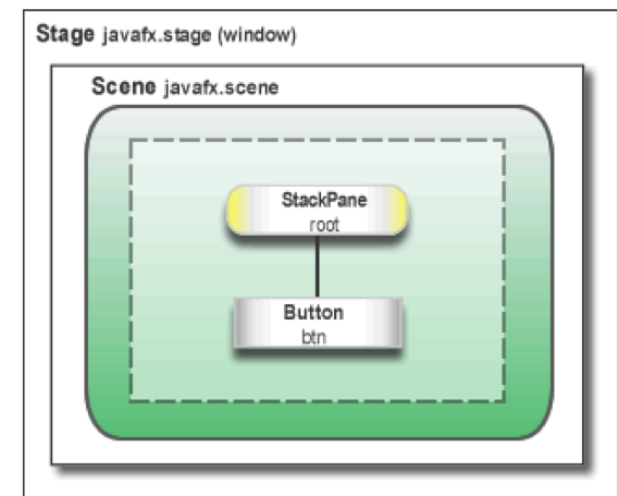 Stage javafx.stage (window)
Scene javafx.scene
StackPane
root
Button
btn